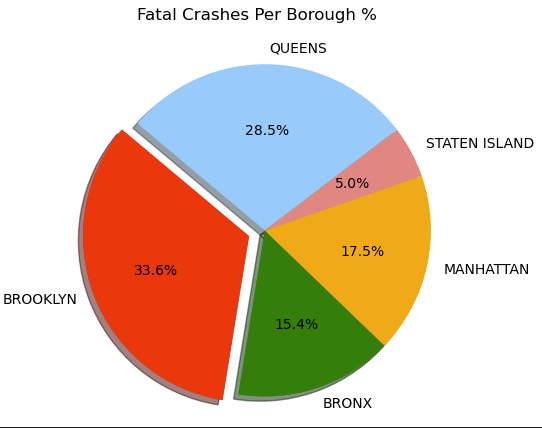 Fatal Crashes Per Borough %
QUEENS
28.5%
STATEN ISLAND
5.0%
17.5%
MANHATTAN
33.6%
BROOKLYN
15.4%
BRONX